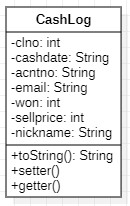 CashLog
-clno: int
-cashdate: String
-acntno: String
-email: String
-won: int
-sellprice: int
-nickname: String
+toString(): String
+setter()
+getter()